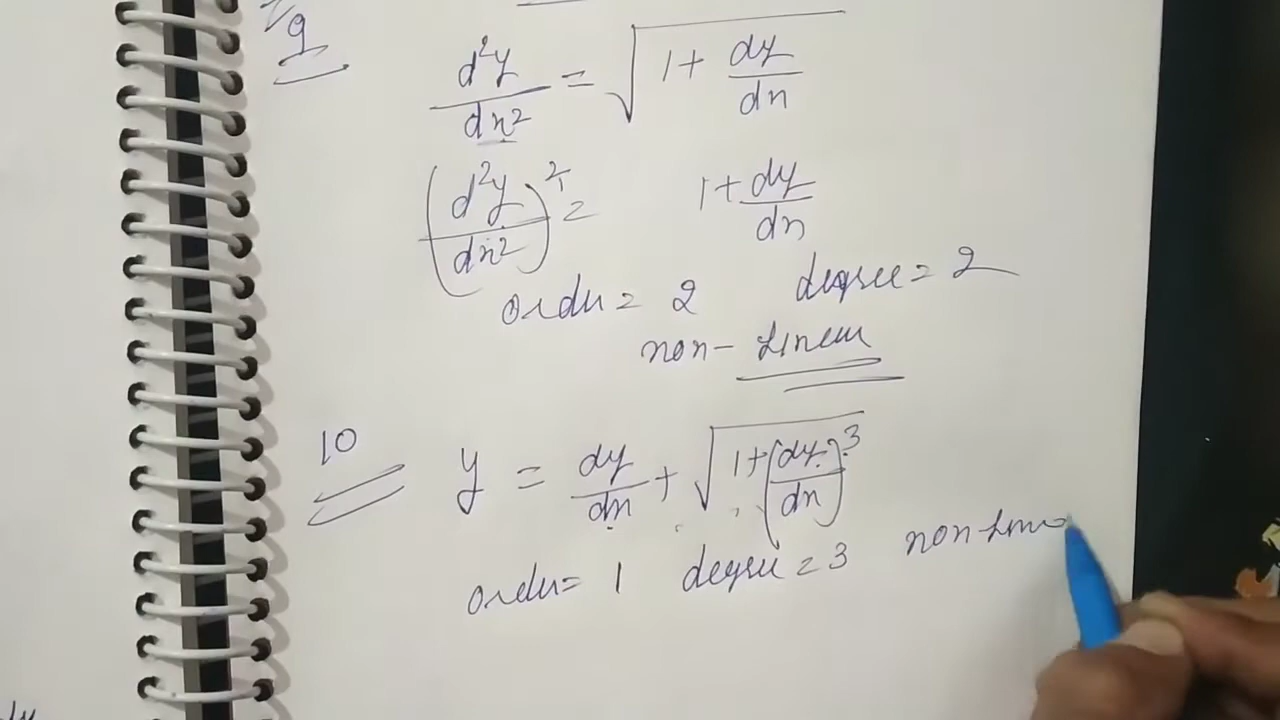 9
d²y/dx² = √(1 + dy/dx)
(d²y/dx²)² = 1 + dy/dx
order = 2 degree = 2
non-Linear
10 y = dy/dx + √(1 + (dy/dx)³)
order = 1 degree = 3 non-Linea